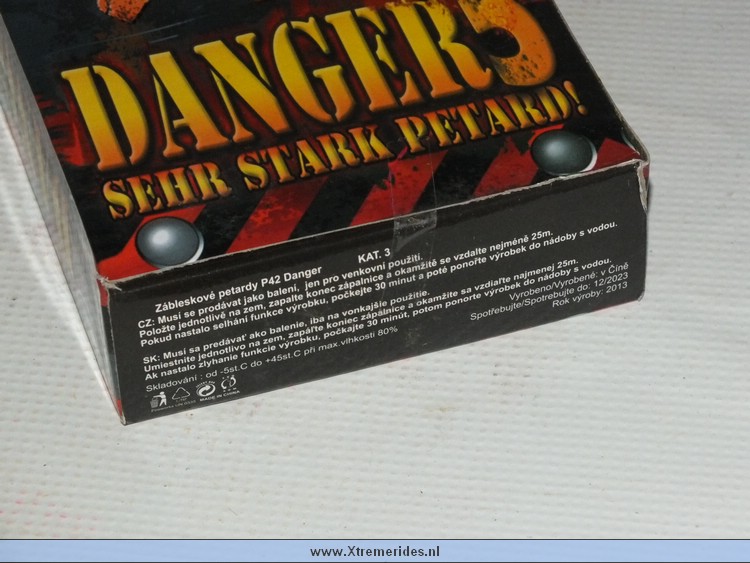 DANGER 5
SEHR STARK PETARD!
Zábleskové petardy P42 Danger KAT. 3
CZ: Musí se prodávat jako balení, jen pro venkovní použití.
Položte jednotlivě na zem, zapalte konec zápalnice a okamžitě se vzdalte nejméně 25m.
Pokud nastalo selhání funkce výrobku, počkejte 30 minut a poté ponořte výrobek do nádoby s vodou.
SK: Musí sa predávať ako balenie, iba na vonkajšie použitie.
Umiestnite jednotlivo na zem, zapáľte konec zápalnice a okamžite sa vzdiaľte najmenej 25m.
Ak nastalo zlyhanie funkcie výrobku, počkajte 30 minút, potom ponorte výrobek do nádoby s vodou.
Skladování : od -5st.C do +45st.C při max.vlhkosti 80%
Vyrobeno/Vyrobené: v Číně
Spotřebujte/Spotrebujte do: 12/2023
Rok výroby: 2013
MADE IN CHINA
www.Xtremerides.nl